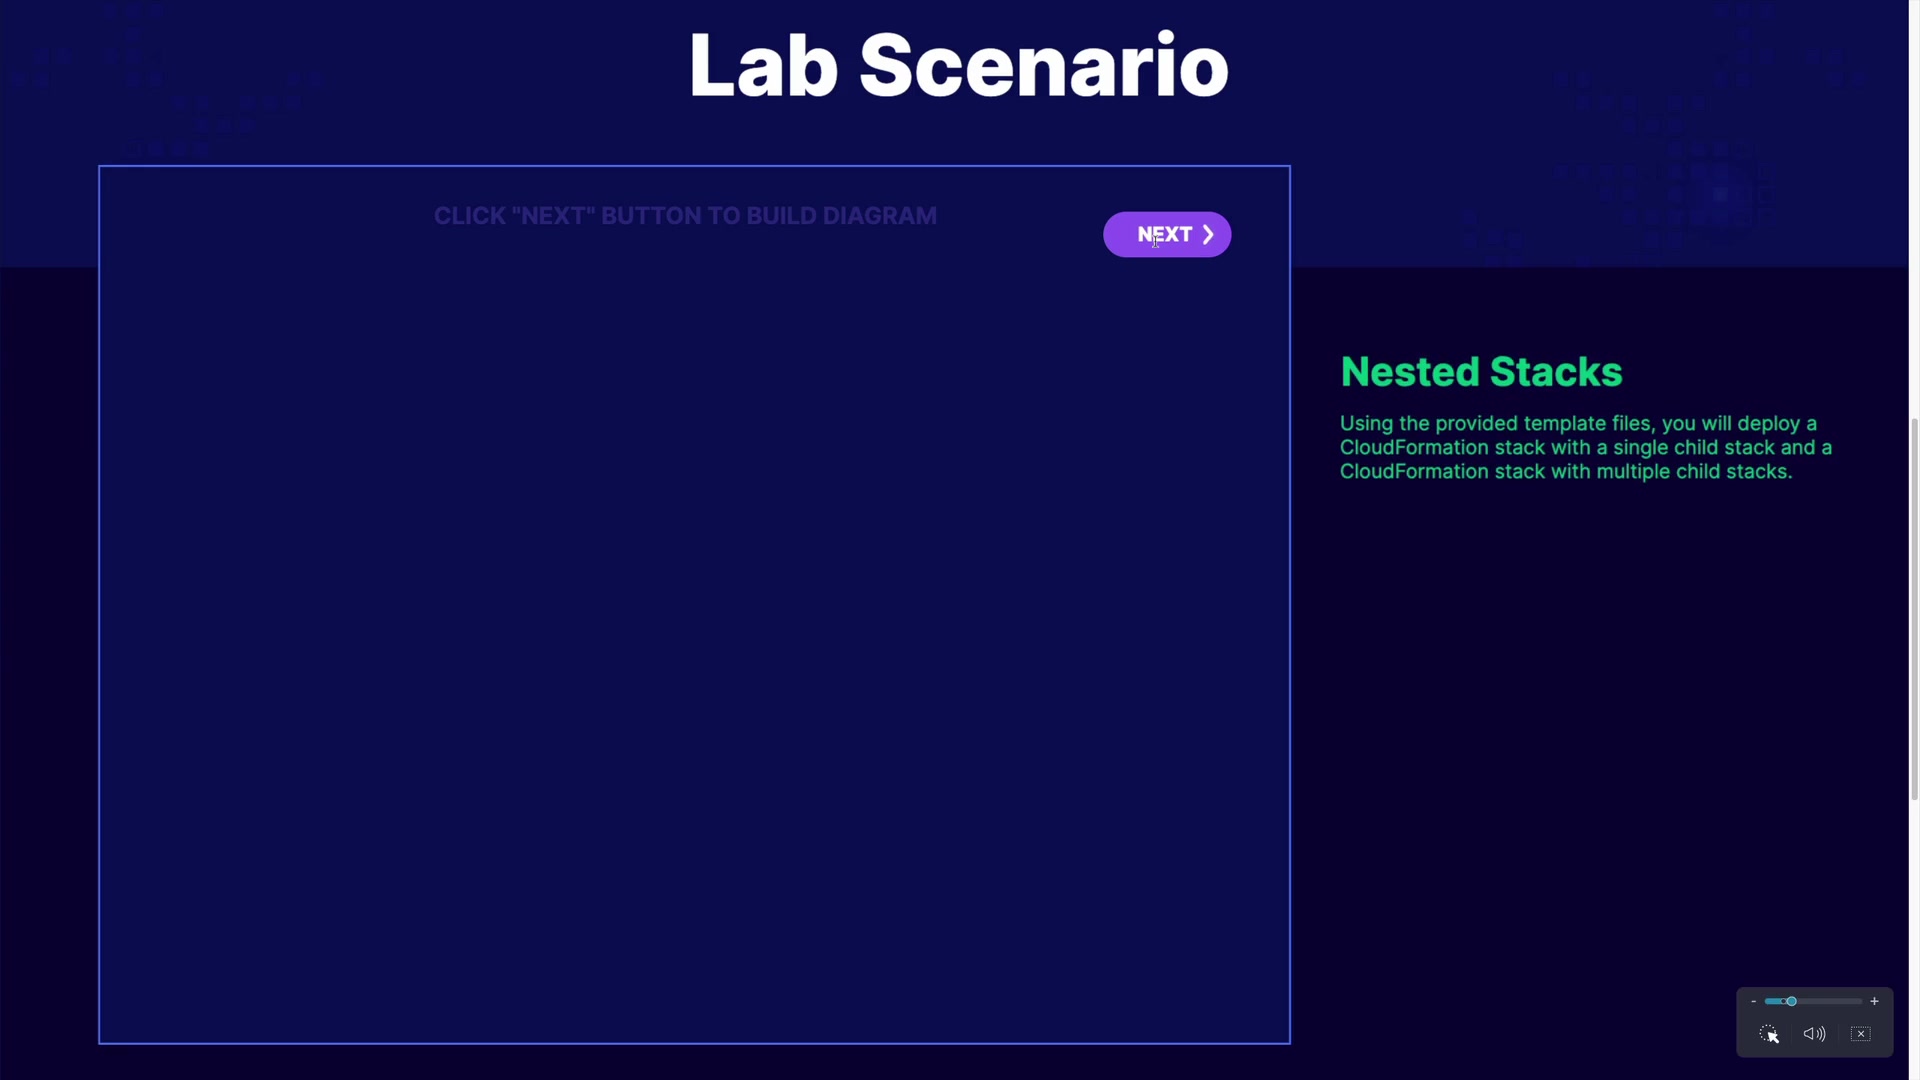 Lab Scenario
CLICK "NEXT" BUTTON TO BUILD DIAGRAM
NEXT
Nested Stacks
Using the provided template files, you will deploy a
CloudFormation stack with a single child stack and a
CloudFormation stack with multiple child stacks.